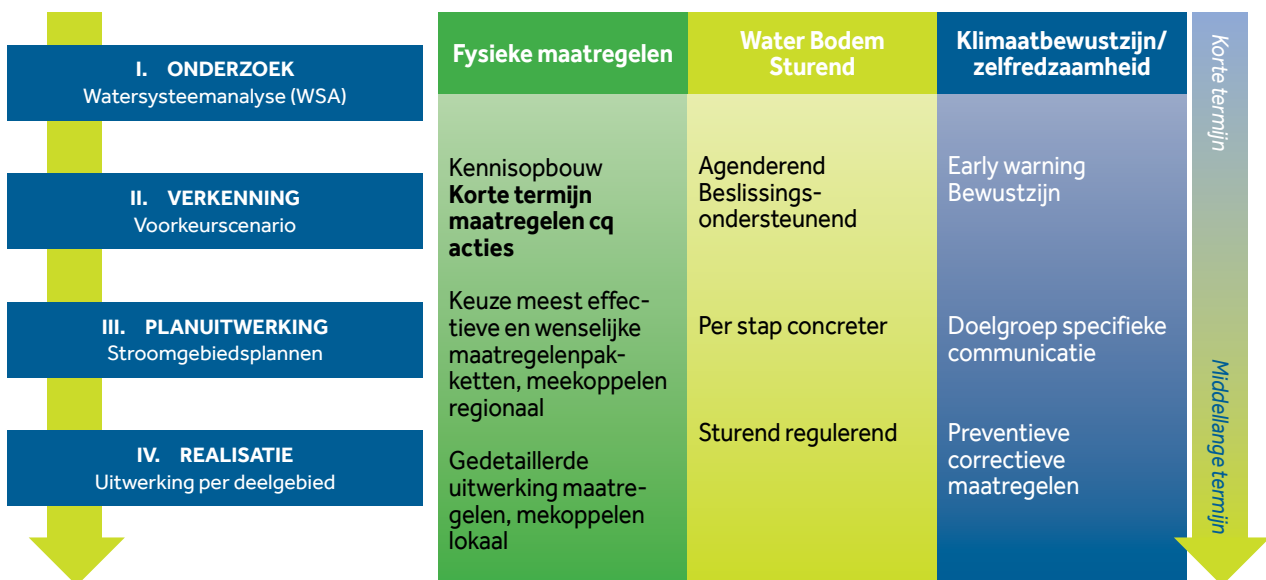 I. ONDERZOEK
Watersysteemanalyse (WSA)
II. VERKENNING
Voorkeurscenario
III. PLANUITWERKING
Stroomgebiedsplannen
IV. REALISATIE
Uitwerking per deelgebied
Fysieke maatregelen
Kennisopbouw
Korte termijn
maatregelen cq
acties
Keuze meest effec-
tieve en wenselijke
maatregelenpak-
ketten, meekoppelen
regionaal
Gedetaillerde
uitwerking maatre-
gelen, mekoppelen
lokaal
Water Bodem
Sturend
Agenderend
Beslissings-
ondersteunend
Per stap concreter
Sturend regulerend
Klimaatbewustzijn/
zelfredzaamheid
Early warning
Bewustzijn
Doelgroep specifieke
communicatie
Preventieve
correctieve
maatregelen
Korte termijn
Middellange termijn